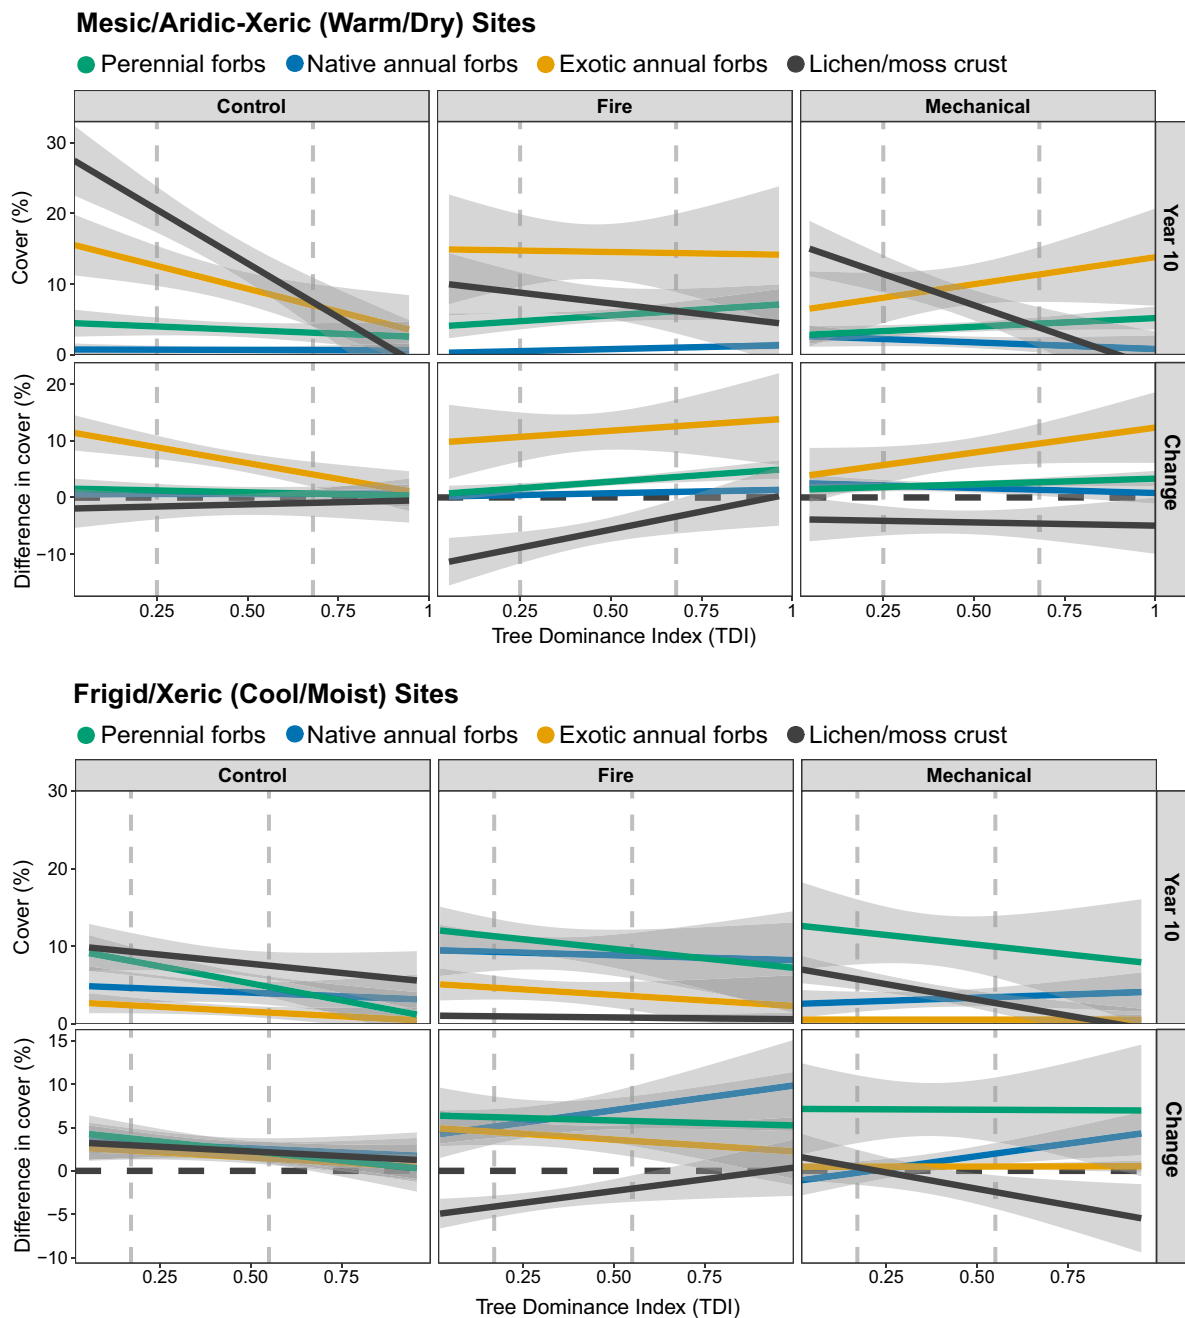 Mesic/Aridic-Xeric (Warm/Dry) Sites
Perennial forbs Native annual forbs Exotic annual forbs Lichen/moss crust
Control Fire Mechanical
Cover (%)
30
20
10
0
Year 10
Difference in cover (%)
20
10
0
−10
Change
0.25 0.50 0.75 1 0.25 0.50 0.75 1 0.25 0.50 0.75 1
Tree Dominance Index (TDI)
Frigid/Xeric (Cool/Moist) Sites
Perennial forbs Native annual forbs Exotic annual forbs Lichen/moss crust
Control Fire Mechanical
Cover (%)
30
20
10
0
Year 10
Difference in cover (%)
15
10
5
0
−5
−10
Change
0.25 0.50 0.75 0.25 0.50 0.75 0.25 0.50 0.75
Tree Dominance Index (TDI)